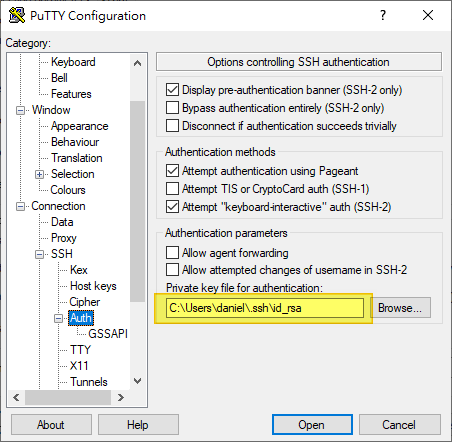 PuTTY Configuration
Category:
Keyboard
Bell
Features
Window
Appearance
Behaviour
Translation
Selection
Colours
Connection
Data
Proxy
SSH
Kex
Host keys
Cipher
Auth
GSSAPI
TTY
X11
Tunnels
Options controlling SSH authentication
Display pre-authentication banner (SSH-2 only)
Bypass authentication entirely (SSH-2 only)
Disconnect if authentication succeeds trivially
Authentication methods
Attempt authentication using Pageant
Attempt TIS or CryptoCard auth (SSH-1)
Attempt "keyboard-interactive" auth (SSH-2)
Authentication parameters
Allow agent forwarding
Allow attempted changes of username in SSH-2
Private key file for authentication:
C:\Users\daniel\.ssh\id_rsa
Browse...
About
Help
Open
Cancel